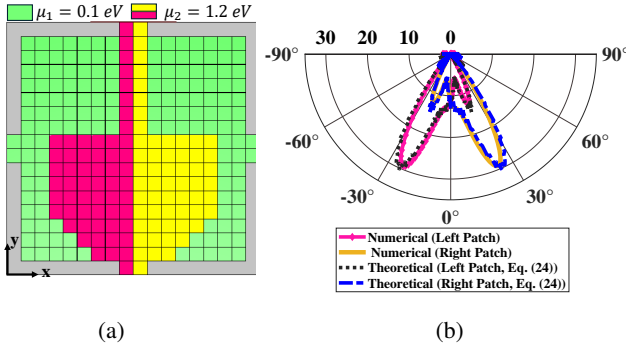 μ₁ = 0.1 eV μ₂ = 1.2 eV
y
x
(a)
(b)
30 20 10 0
-90° 90°
-60° 60°
-30° 30°
0°
Numerical (Left Patch)
Numerical (Right Patch)
Theoretical (Left Patch, Eq. (24))
Theoretical (Right Patch, Eq. (24))
(a) (b)